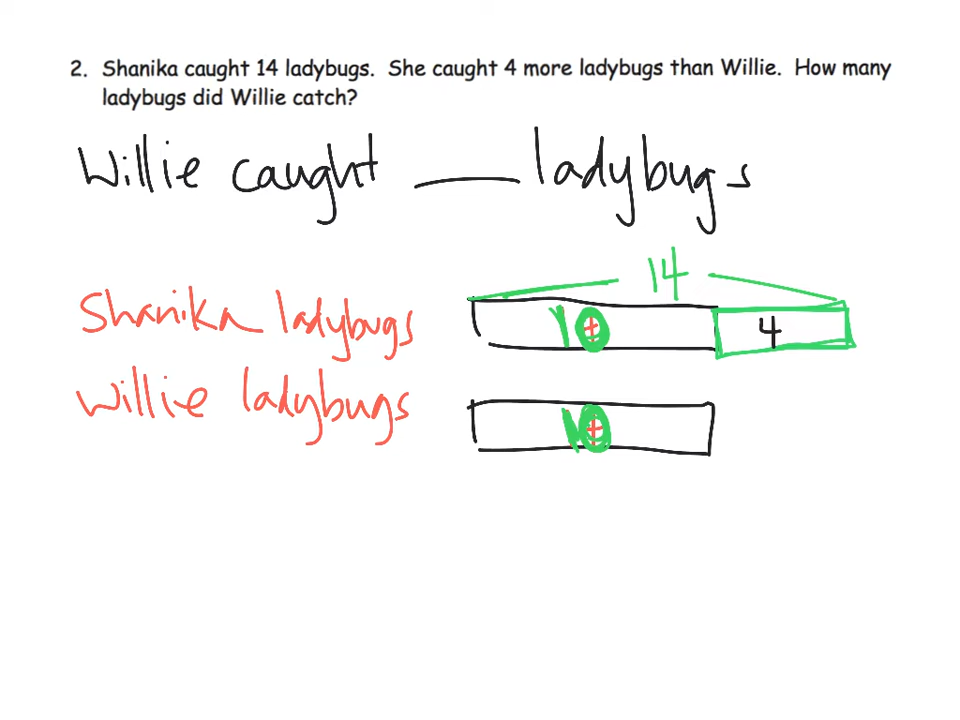 2. Shanika caught 14 ladybugs. She caught 4 more ladybugs than Willie. How many
ladybugs did Willie catch?
Willie caught ___ ladybugs
14
Shanika ladybugs 10 4
Willie ladybugs 10